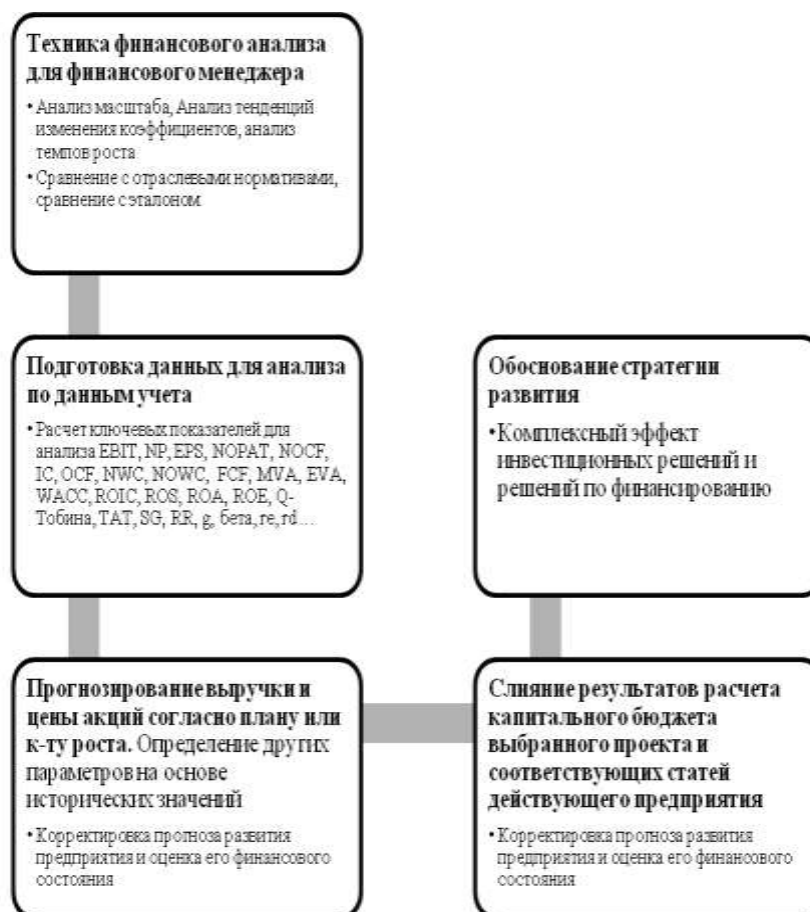 Техника финансового анализа
для финансового менеджера
• Анализ масштаба, Анализ тенденций
изменения коэффициентов, анализ
темпов роста
• Сравнение с отраслевыми нормативами,
сравнение с эталоном
Подготовка данных для анализа
по данным учета
• Расчет ключевых показателей для
анализа EBIT, NP, EPS, NOPAT, NOCF,
IC, OCF, NWC, NOWC, FCF, MVA, EVA,
WACC, ROIC, ROS, ROA, ROE, Q-
Тобина, TAT, SG, RR, g, бета, re, rd…
Прогнозирование выручки и
цены акций согласно плану или
к-ту роста. Определение других
параметров на основе
исторических значений
• Корректировка прогноза развития
предприятия и оценка его финансового
состояния
Слияние результатов расчета
капитального бюджета
выбранного проекта и
соответствующих статей
действующего предприятия
• Корректировка прогноза развития
предприятия и оценка его финансового
состояния
Обоснование стратегии
развития
• Комплексный эффект
инвестиционных решений и
решений по финансированию